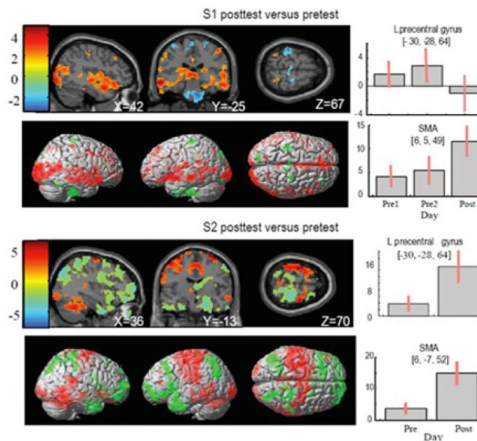 S1 posttest versus pretest
4
2
0
-2
X=42
Y=-25
Z=67
L precentral gyrus
[-30, -28, 64]
6
4
2
0
SMA
[6, 5, 49]
15
10
5
0
Pre1 Pre2 Post
Day
S2 posttest versus pretest
5
0
-5
X=36
Y=-13
Z=70
L precentral gyrus
[-30, -28, 64]
16
8
0
SMA
[6, -7, 52]
20
10
0
Pre Post
Day